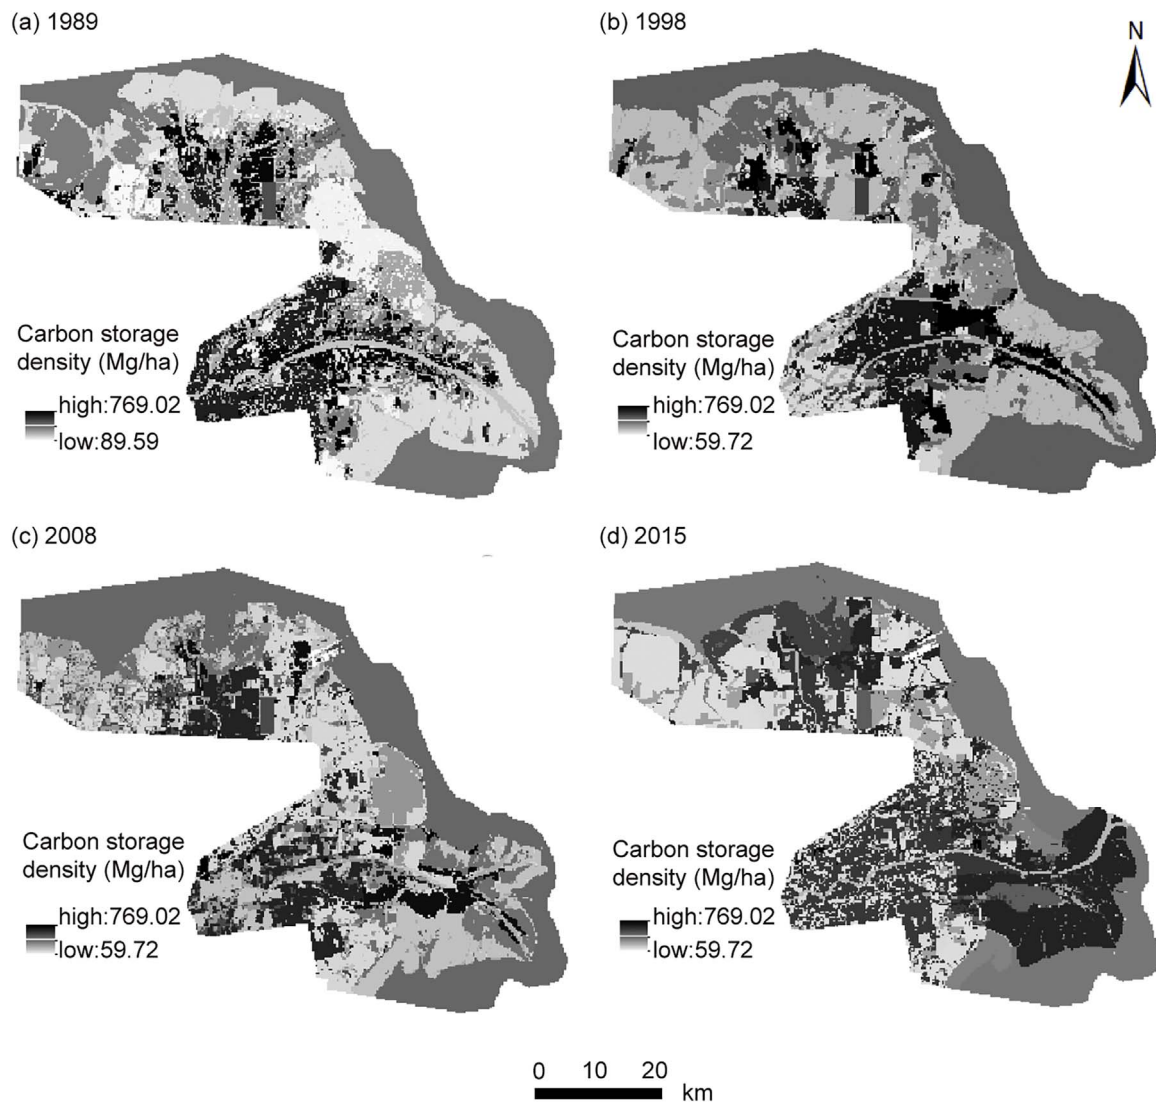 (a) 1989
(b) 1998
N
Carbon storage
density (Mg/ha)
high:769.02
low:89.59
Carbon storage
density (Mg/ha)
high:769.02
low:59.72
(c) 2008
(d) 2015
Carbon storage
density (Mg/ha)
high:769.02
low:59.72
Carbon storage
density (Mg/ha)
high:769.02
low:59.72
0 10 20
km